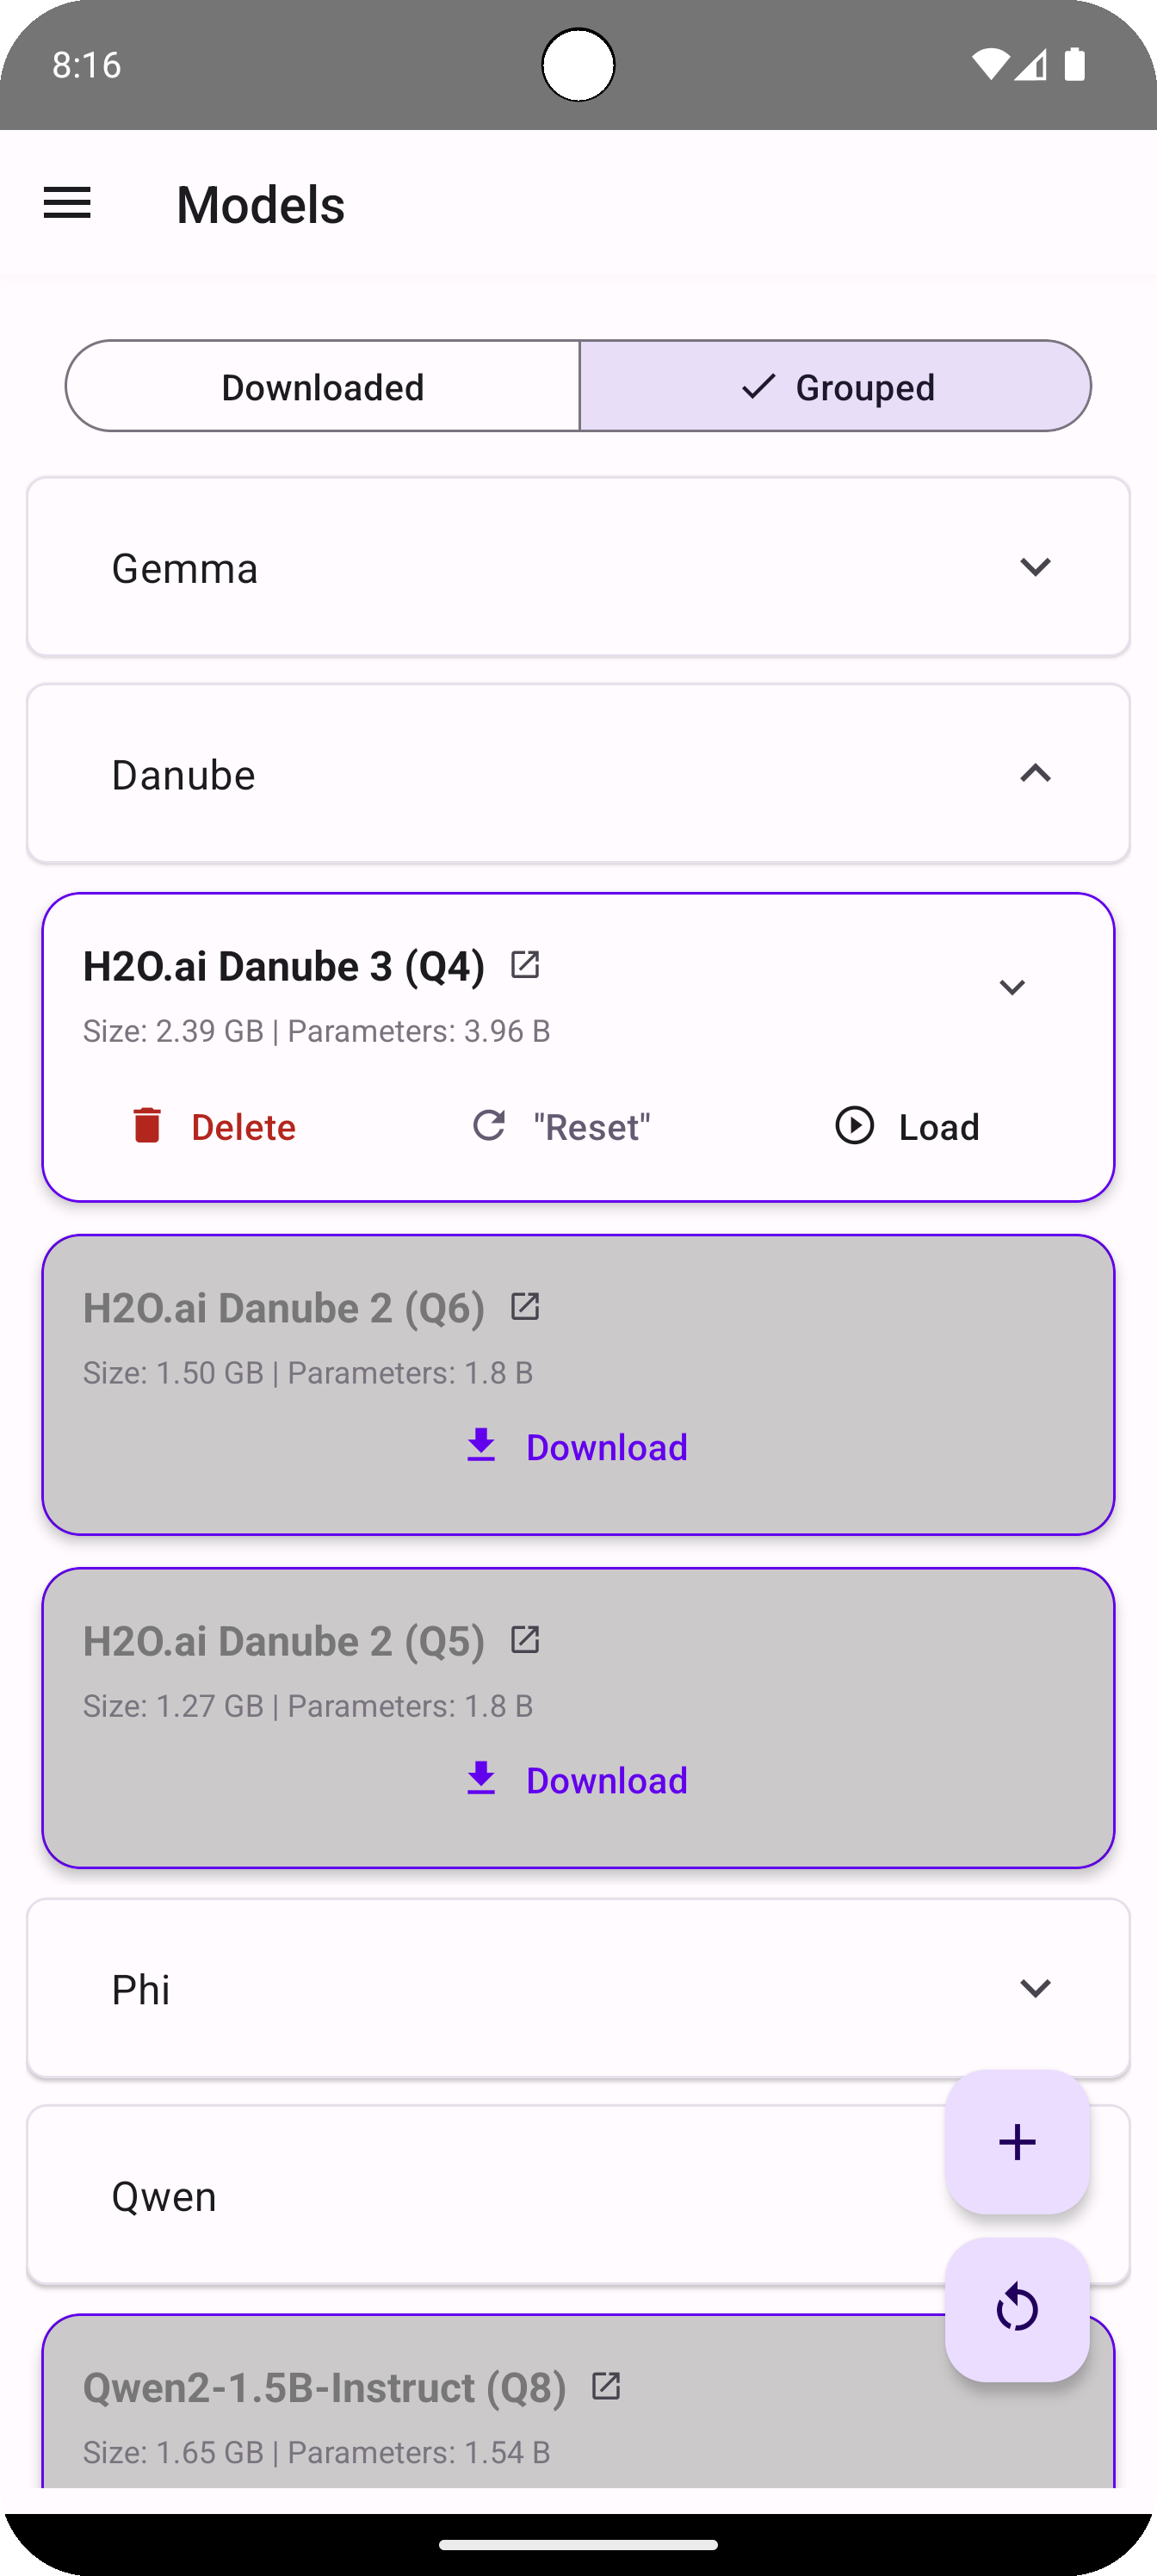 8:16
Models
Downloaded
Grouped
Gemma
Danube
H2O.ai Danube 3 (Q4)
Size: 2.39 GB | Parameters: 3.96 B
Delete
"Reset"
Load
H2O.ai Danube 2 (Q6)
Size: 1.50 GB | Parameters: 1.8 B
Download
H2O.ai Danube 2 (Q5)
Size: 1.27 GB | Parameters: 1.8 B
Download
Phi
Qwen
Qwen2-1.5B-Instruct (Q8)
Size: 1.65 GB | Parameters: 1.54 B